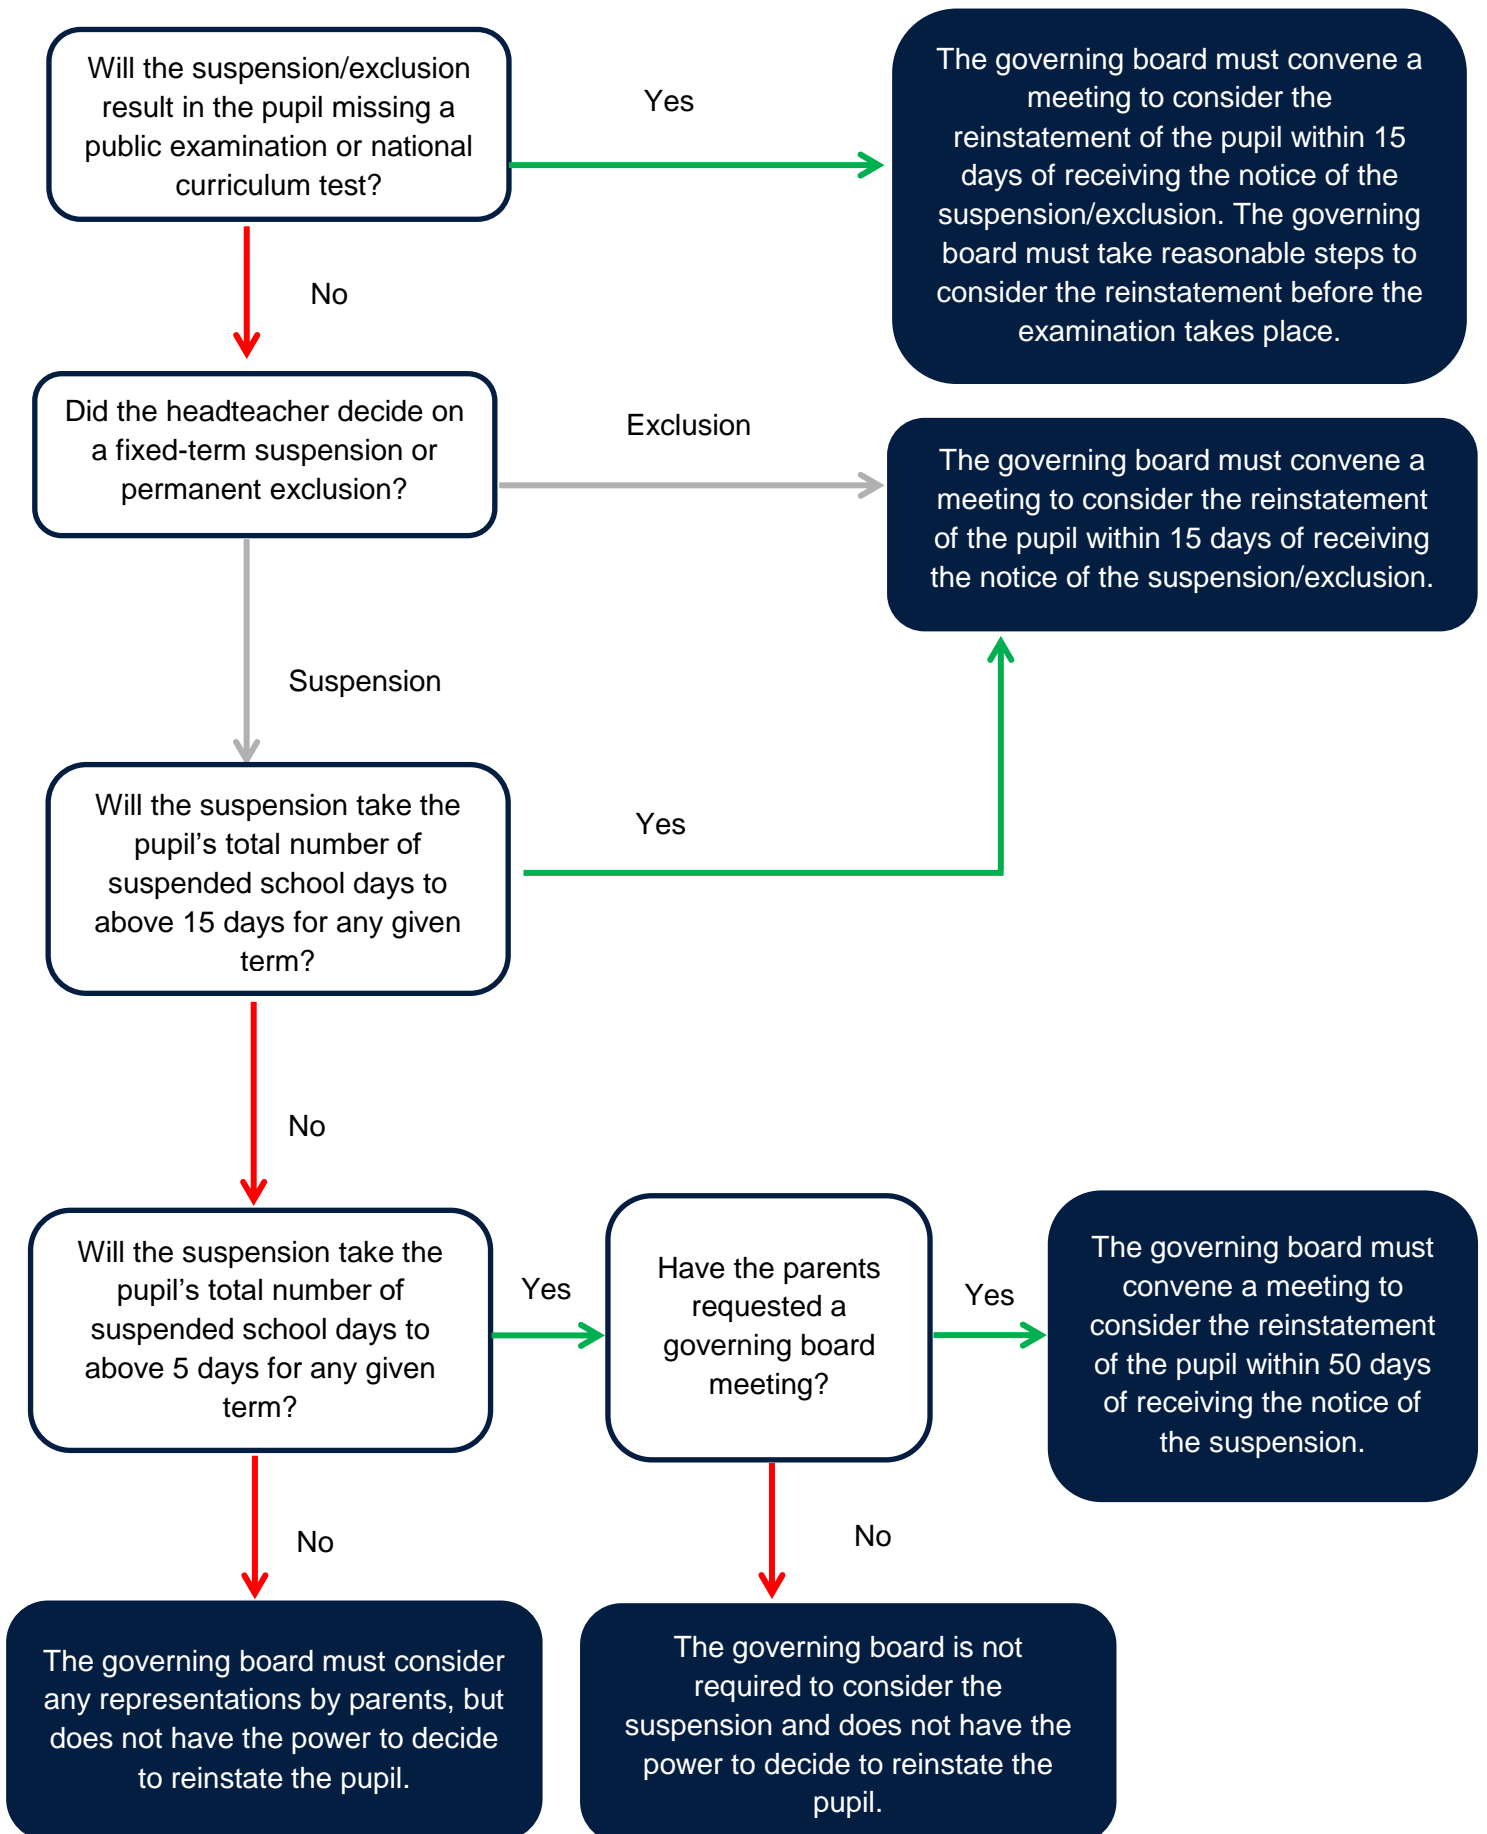 Will the suspension/exclusion
result in the pupil missing a
public examination or national
curriculum test?
Yes
The governing board must convene a
meeting to consider the
reinstatement of the pupil within 15
days of receiving the notice of the
suspension/exclusion. The governing
board must take reasonable steps to
consider the reinstatement before the
examination takes place.
No
Did the headteacher decide on
a fixed-term suspension or
permanent exclusion?
Exclusion
The governing board must convene a
meeting to consider the reinstatement
of the pupil within 15 days of receiving
the notice of the suspension/exclusion.
Suspension
Will the suspension take the
pupil’s total number of
suspended school days to
above 15 days for any given
term?
Yes
No
Will the suspension take the
pupil’s total number of
suspended school days to
above 5 days for any given
term?
Yes
Have the parents
requested a
governing board
meeting?
Yes
The governing board must
convene a meeting to
consider the reinstatement
of the pupil within 50 days
of receiving the notice of
the suspension.
No
No
The governing board must consider
any representations by parents, but
does not have the power to decide
to reinstate the pupil.
The governing board is not
required to consider the
suspension and does not have the
power to decide to reinstate the
pupil.